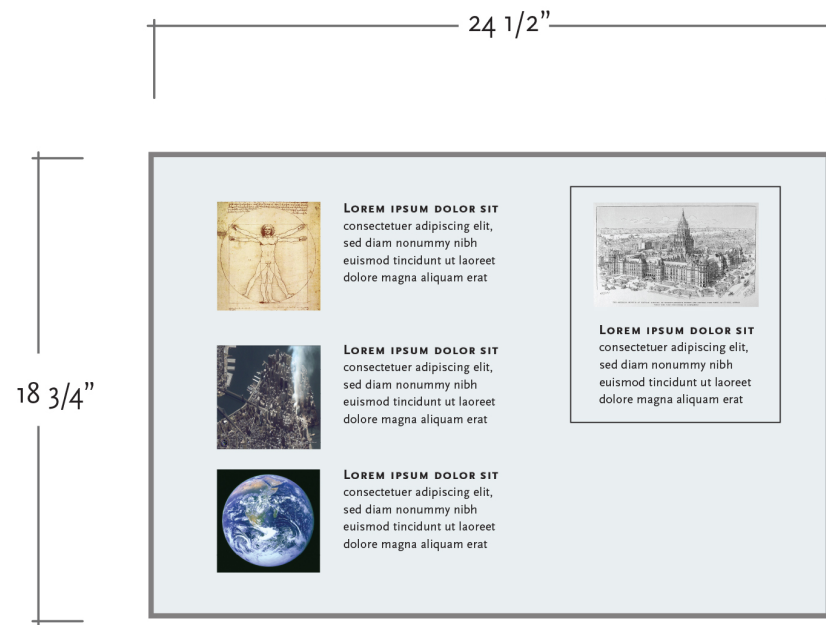 24 1/2”
18 3/4”
Lorem ipsum dolor sit
consectetuer adipiscing elit,
sed diam nonummy nibh
euismod tincidunt ut laoreet
dolore magna aliquam erat
Lorem ipsum dolor sit
consectetuer adipiscing elit,
sed diam nonummy nibh
euismod tincidunt ut laoreet
dolore magna aliquam erat
Lorem ipsum dolor sit
consectetuer adipiscing elit,
sed diam nonummy nibh
euismod tincidunt ut laoreet
dolore magna aliquam erat
Lorem ipsum dolor sit
consectetuer adipiscing elit,
sed diam nonummy nibh
euismod tincidunt ut laoreet
dolore magna aliquam erat